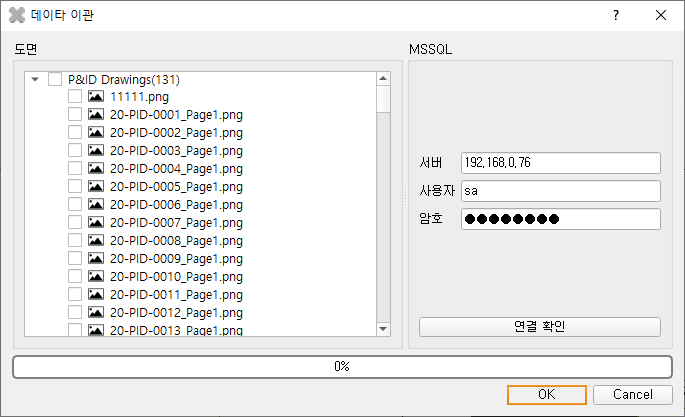 데이타 이관
도면
MSSQL
P&ID Drawings(131)
11111.png
20-PID-0001_Page1.png
20-PID-0002_Page1.png
20-PID-0003_Page1.png
20-PID-0004_Page1.png
20-PID-0005_Page1.png
20-PID-0006_Page1.png
20-PID-0007_Page1.png
20-PID-0008_Page1.png
20-PID-0009_Page1.png
20-PID-0010_Page1.png
20-PID-0011_Page1.png
20-PID-0012_Page1.png
20-PID-0013_Page1.png
서버 192,168,0,76
사용자 sa
암호 ●●●●●●●●
연결 확인
0%
OK Cancel